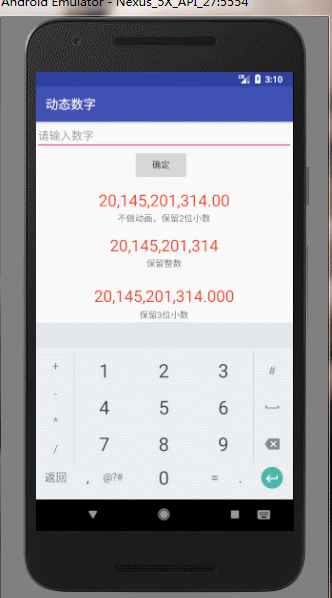 Android Emulator - Nexus_5X_API_27:5554
3:10
动态数字
请输入数字
确定
20,145,201,314.00
不做动画，保留2位小数
20,145,201,314
保留整数
20,145,201,314.000
保留3位小数
+ 1 2 3 #
- 4 5 6
* 7 8 9
/
返回 , @?# 0 = .